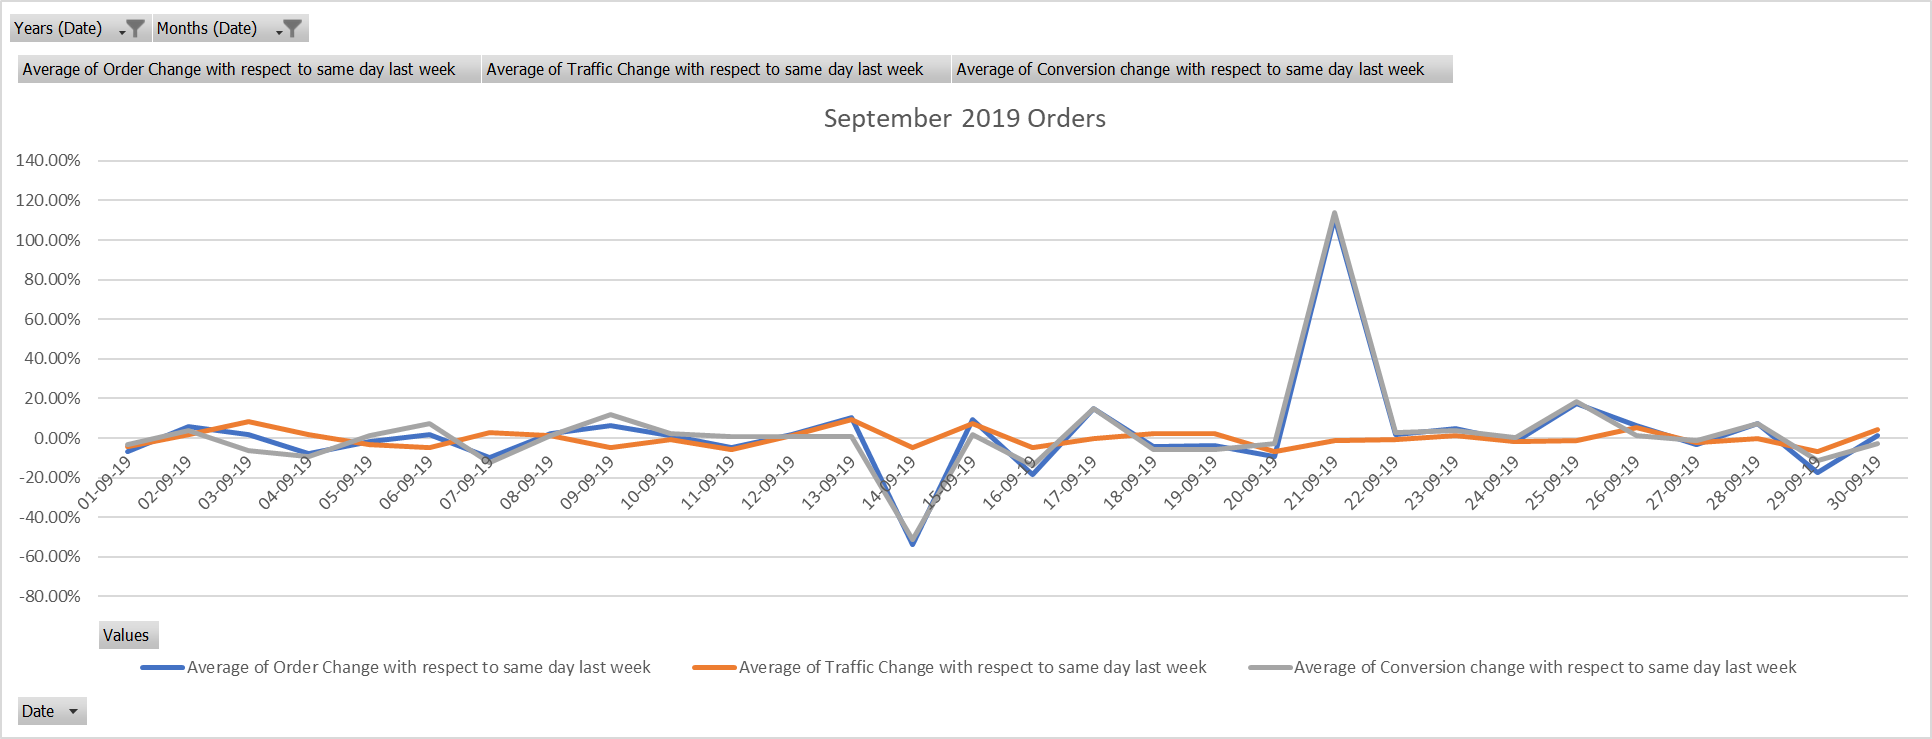 Years (Date) Months (Date)
Average of Order Change with respect to same day last week Average of Traffic Change with respect to same day last week Average of Conversion change with respect to same day last week
September 2019 Orders
140.00%
120.00%
100.00%
80.00%
60.00%
40.00%
20.00%
0.00%
-20.00%
-40.00%
-60.00%
-80.00%
01-09-19 02-09-19 03-09-19 04-09-19 05-09-19 06-09-19 07-09-19 08-09-19 09-09-19 10-09-19 11-09-19 12-09-19 13-09-19 14-09-19 15-09-19 16-09-19 17-09-19 18-09-19 19-09-19 20-09-19 21-09-19 22-09-19 23-09-19 24-09-19 25-09-19 26-09-19 27-09-19 28-09-19 29-09-19 30-09-19
Values
Average of Order Change with respect to same day last week Average of Traffic Change with respect to same day last week Average of Conversion change with respect to same day last week
Date